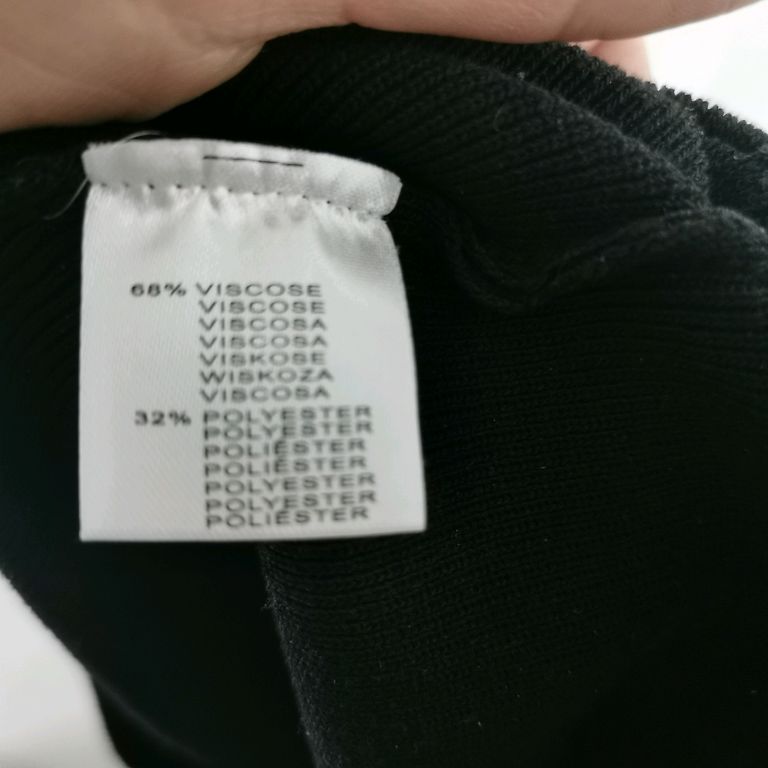 68% VISCOSE
VISCOSE
VISCOSA
VISCOSA
VISKOSE
WISKOZA
VISCOSA
32% POLYESTER
POLYESTER
POLIÉSTER
POLIÉSTER
POLYESTER
POLYESTER
POLIÉSTER